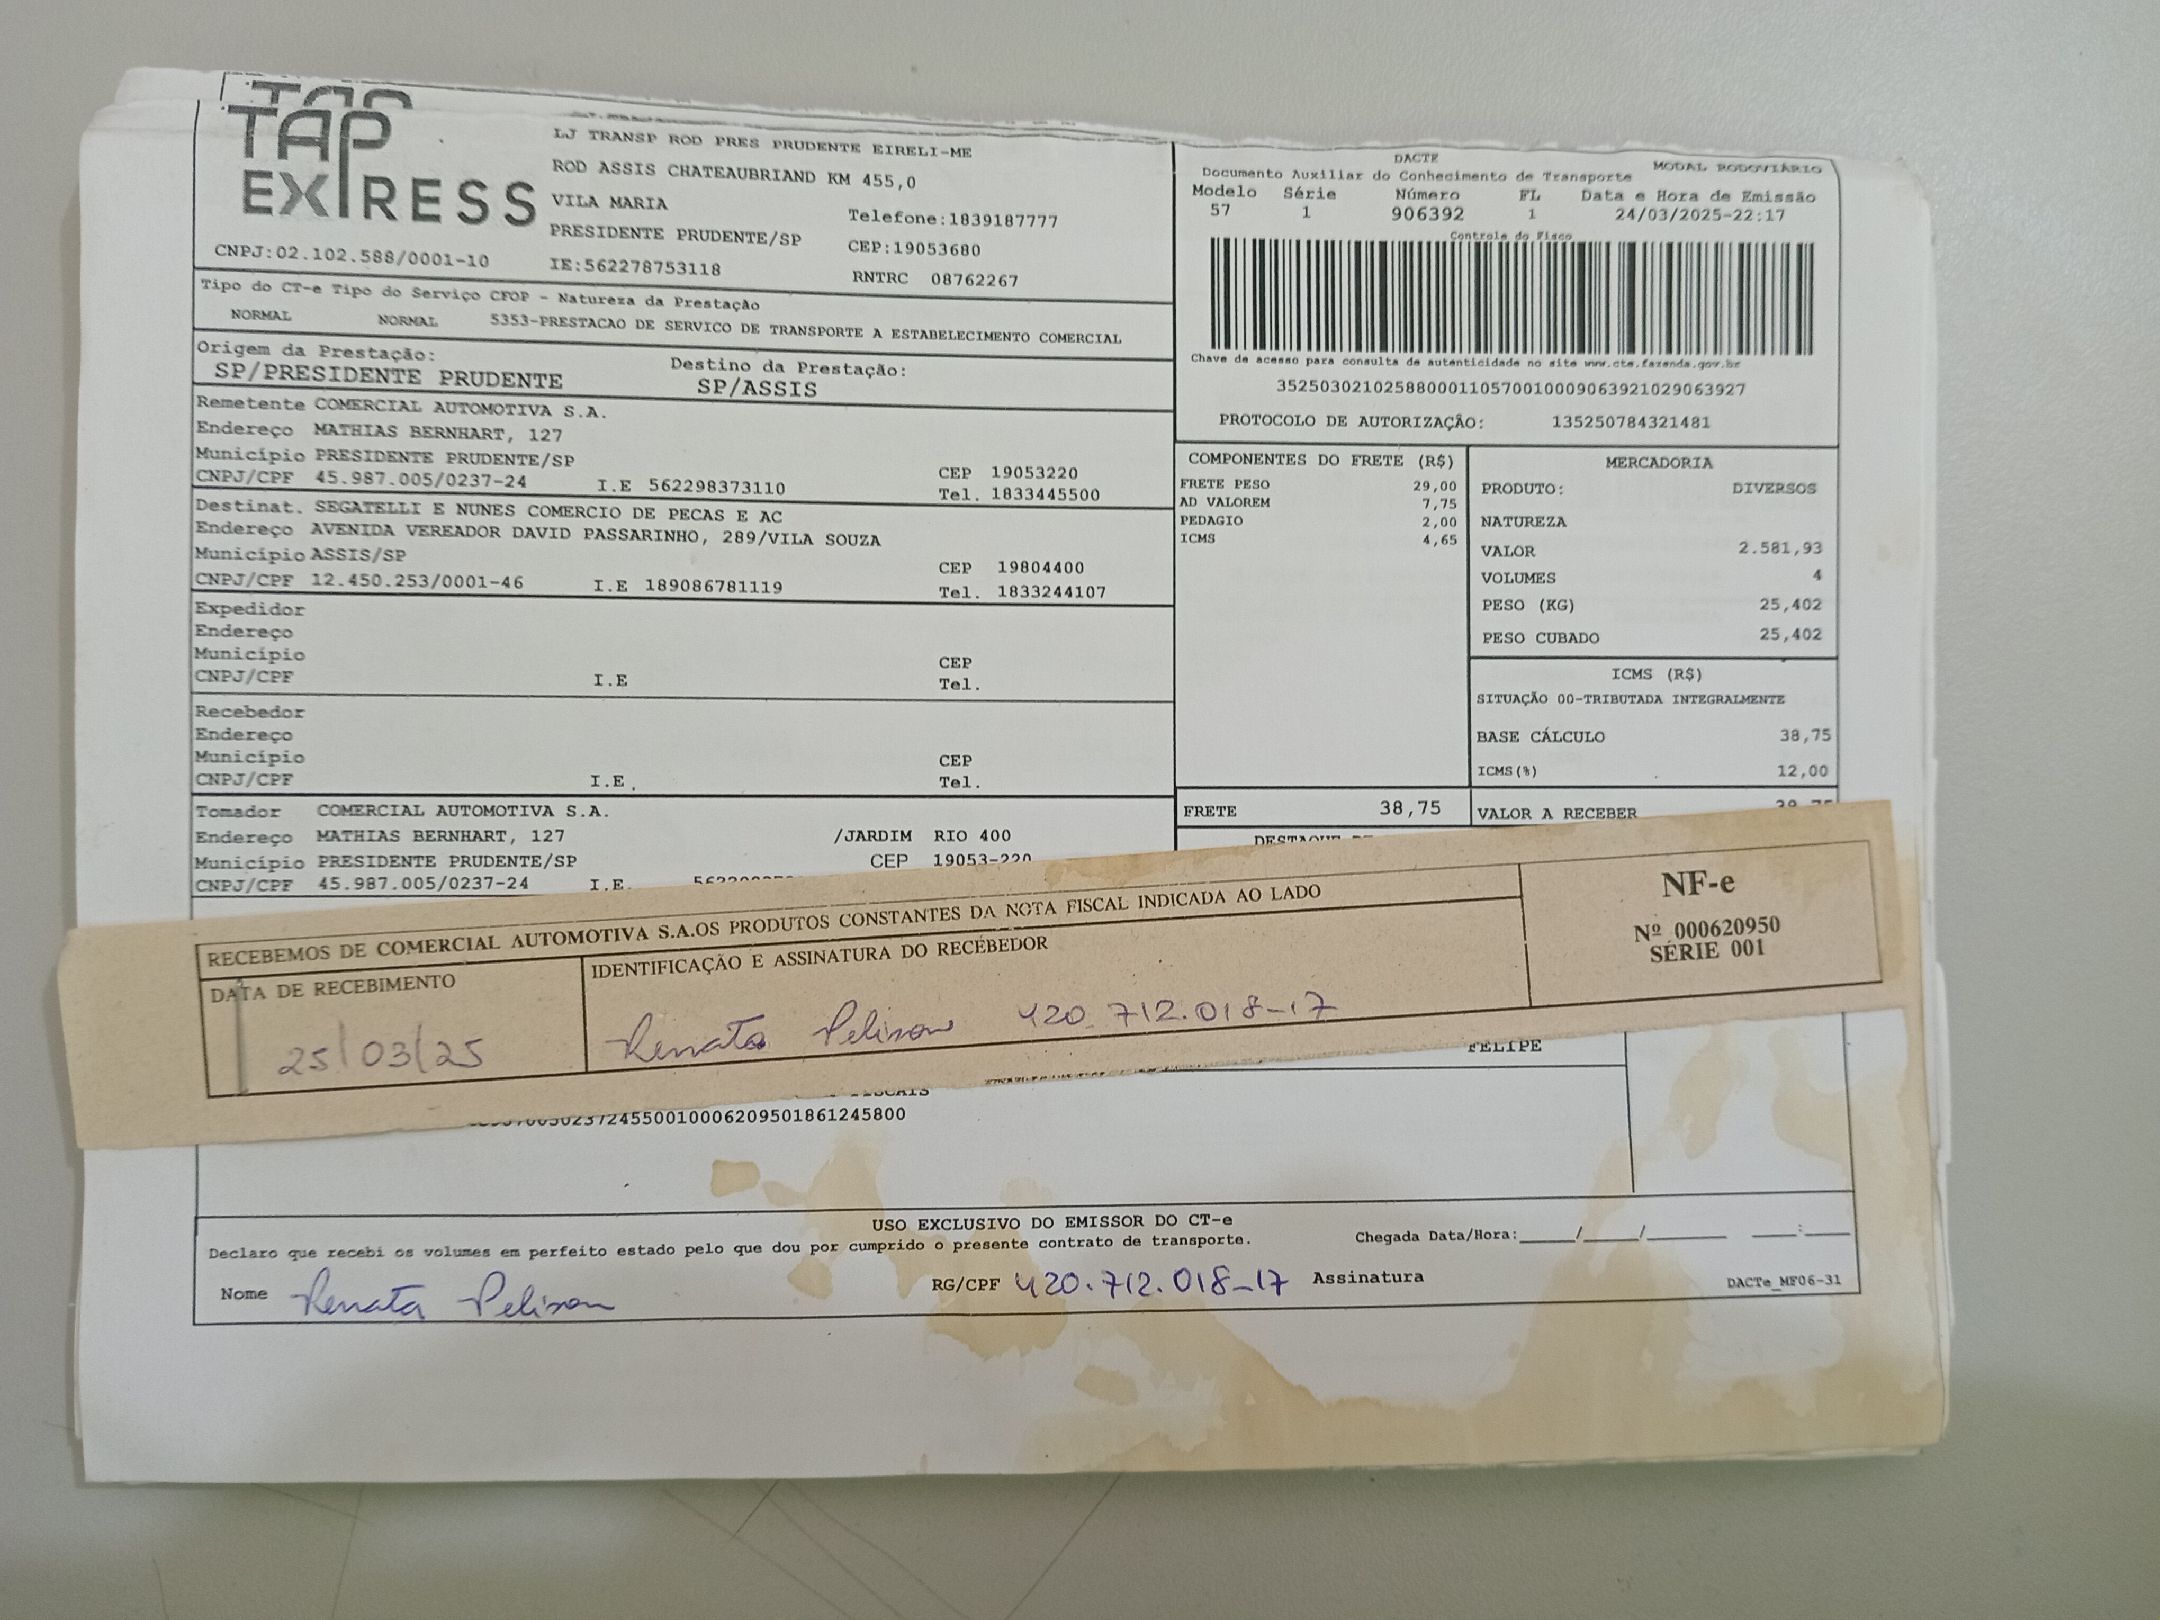 TAP
EXPRESS
LJ TRANSP ROD PRES PRUDENTE EIRELI-ME
ROD ASSIS CHATEAUBRIAND KM 455,0
VILA MARIA
Telefone:1839187777
PRESIDENTE PRUDENTE/SP
CEP:19053680
CNPJ:02.102.588/0001-10
IE:562278753118
RNTRC 08762267
DACTE
MODAL RODOVIÁRIO
Documento Auxiliar do Conhecimento de Transporte
Modelo Série Número FL Data e Hora de Emissão
57 1 906392 1 24/03/2025-22:17
Controle do Fisco
Chave de acesso para consulta de autenticidade no site www.cte.fazenda.gov.br
35250302102588000110570010009063921029063927
PROTOCOLO DE AUTORIZAÇÃO: 135250784321481
Tipo do CT-e Tipo do Serviço CFOP - Natureza da Prestação
NORMAL NORMAL 5353-PRESTACAO DE SERVICO DE TRANSPORTE A ESTABELECIMENTO COMERCIAL
Origem da Prestação: Destino da Prestação:
SP/PRESIDENTE PRUDENTE SP/ASSIS
Remetente COMERCIAL AUTOMOTIVA S.A.
Endereço MATHIAS BERNHART, 127
Município PRESIDENTE PRUDENTE/SP CEP 19053220
CNPJ/CPF 45.987.005/0237-24 I.E 562298373110 Tel. 1833445500
Destinat. SEGATELLI E NUNES COMERCIO DE PECAS E AC
Endereço AVENIDA VEREADOR DAVID PASSARINHO, 289/VILA SOUZA
Município ASSIS/SP CEP 19804400
CNPJ/CPF 12.450.253/0001-46 I.E 189086781119 Tel. 1833244107
Expedidor
Endereço
Município CEP
CNPJ/CPF I.E Tel.
Recebedor
Endereço
Município CEP
CNPJ/CPF I.E. Tel.
Tomador COMERCIAL AUTOMOTIVA S.A.
Endereço MATHIAS BERNHART, 127 /JARDIM RIO 400
Município PRESIDENTE PRUDENTE/SP CEP 19053-220
CNPJ/CPF 45.987.005/0237-24 I.E.
COMPONENTES DO FRETE (R$)
FRETE PESO 29,00
AD VALOREM 7,75
PEDAGIO 2,00
ICMS 4,65
FRETE 38,75
MERCADORIA
PRODUTO: DIVERSOS
NATUREZA
VALOR 2.581,93
VOLUMES 4
PESO (KG) 25,402
PESO CUBADO 25,402
ICMS (R$)
SITUAÇÃO 00-TRIBUTADA INTEGRALMENTE
BASE CÁLCULO 38,75
ICMS(%) 12,00
VALOR A RECEBER 38,75
RECEBEMOS DE COMERCIAL AUTOMOTIVA S.A.OS PRODUTOS CONSTANTES DA NOTA FISCAL INDICADA AO LADO
DATA DE RECEBIMENTO
25/03/25
IDENTIFICAÇÃO E ASSINATURA DO RECEBEDOR
Renata Pelison 420.712.018-17
NF-e
Nº 000620950
SÉRIE 001
FELIPE
USO EXCLUSIVO DO EMISSOR DO CT-e
Declaro que recebi os volumes em perfeito estado pelo que dou por cumprido o presente contrato de transporte.
Chegada Data/Hora:_____/_____/_______ ____:____
Nome Renata Pelison RG/CPF 420.712.018-17 Assinatura
DACTe_MF06-31